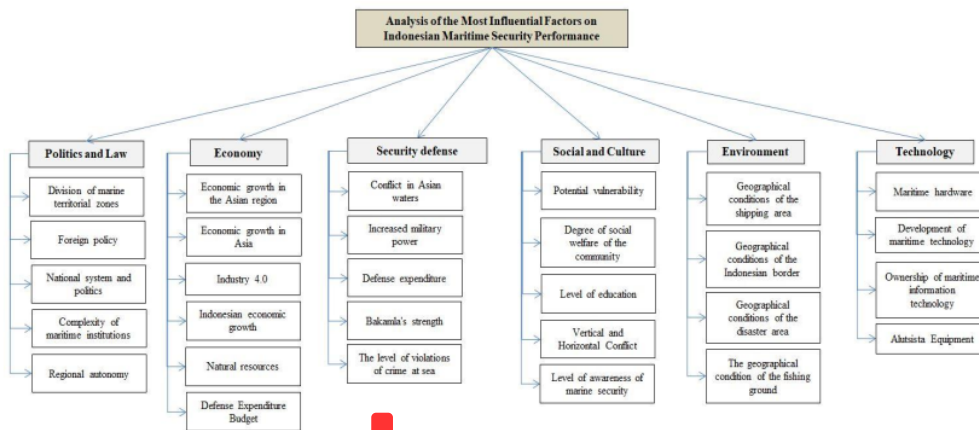 Analysis of the Most Influential Factors on
Indonesian Maritime Security Performance
Politics and Law
Division of marine
territorial zones
Foreign policy
National system and
politics
Complexity of
maritime institutions
Regional autonomy
Economy
Economic growth in
the Asian region
Economic growth in
Asia
Industry 4.0
Indonesian economic
growth
Natural resources
Defense Expenditure
Budget
Security defense
Conflict in Asian
waters
Increased military
power
Defense expenditure
Bakamla's strength
The level of violations
of crime at sea
Social and Culture
Potential vulnerability
Degree of social
welfare of the
community
Level of education
Vertical and
Horizontal Conflict
Level of awareness of
marine security
Environment
Geographical
conditions of the
shipping area
Geographical
conditions of the
Indonesian border
Geographical
conditions of the
disaster area
The geographical
condition of the fishing
ground
Technology
Maritime hardware
Development of
maritime technology
Ownership of maritime
information
technology
Alutsista Equipment